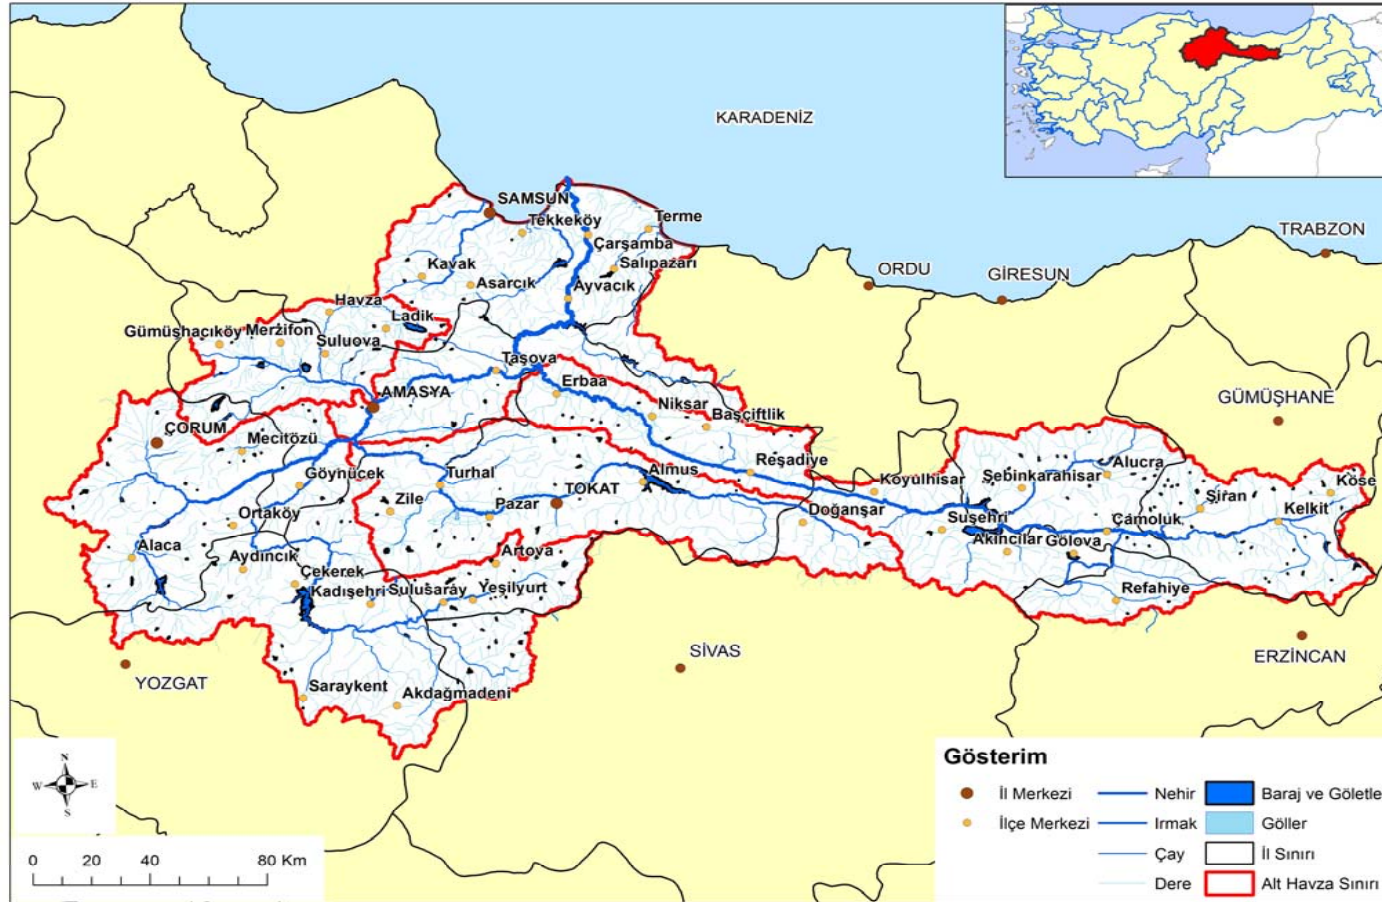 KARADENİZ
TRABZON
SAMSUN
Tekkeköy
Terme
Çarşamba
ORDU
GİRESUN
Kavak
Salıpazarı
Asarcık
Ayvacık
Havza
Ladik
Gümüşhacıköy
Merzifon
Suluova
Taşova
AMASYA
Erbaa
Niksar
GÜMÜŞHANE
Başçiftlik
ÇORUM
Mecitözü
Göynücek
Turhal
Almus
Reşadiye
Koyulhisar
Şebinkarahisar
Alucra
Şiran
Köse
Zile
Pazar
TOKAT
Ortaköy
Doğanşar
Suşehri
Çamoluk
Kelkit
Alaca
Aydıncık
Artova
Akıncılar
Gölova
Çekerek
Kadışehri
Sulusaray
Yeşilyurt
Refahiye
SİVAS
ERZİNCAN
YOZGAT
Saraykent
Akdağmadeni
N
W
E
S
0 20 40 80 Km
Gösterim
İl Merkezi
Nehir
Baraj ve Göletle
İlçe Merkezi
Irmak
Göller
Çay
İl Sınırı
Dere
Alt Havza Sınırı